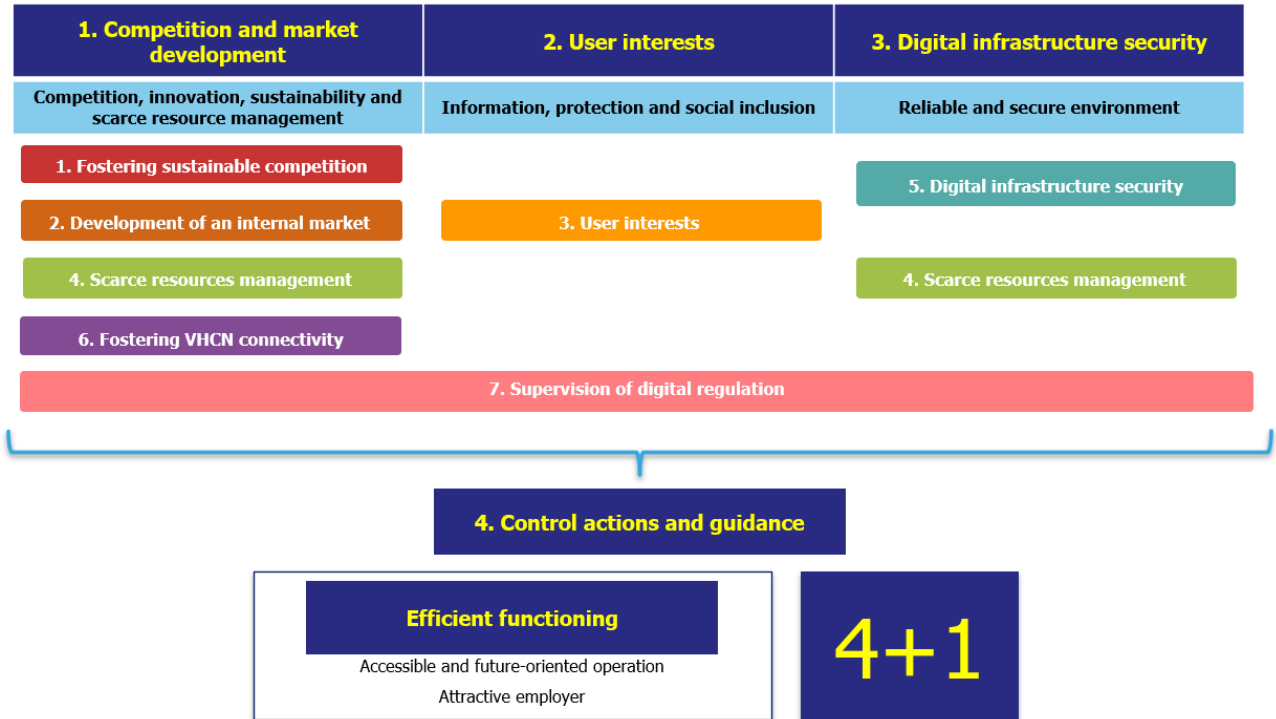 1. Competition and market
development
2. User interests
3. Digital infrastructure security
Competition, innovation, sustainability and
scarce resource management
Information, protection and social inclusion
Reliable and secure environment
1. Fostering sustainable competition
5. Digital infrastructure security
2. Development of an internal market
3. User interests
4. Scarce resources management
4. Scarce resources management
6. Fostering VHCN connectivity
7. Supervision of digital regulation
4. Control actions and guidance
Efficient functioning
Accessible and future-oriented operation
Attractive employer
4+1